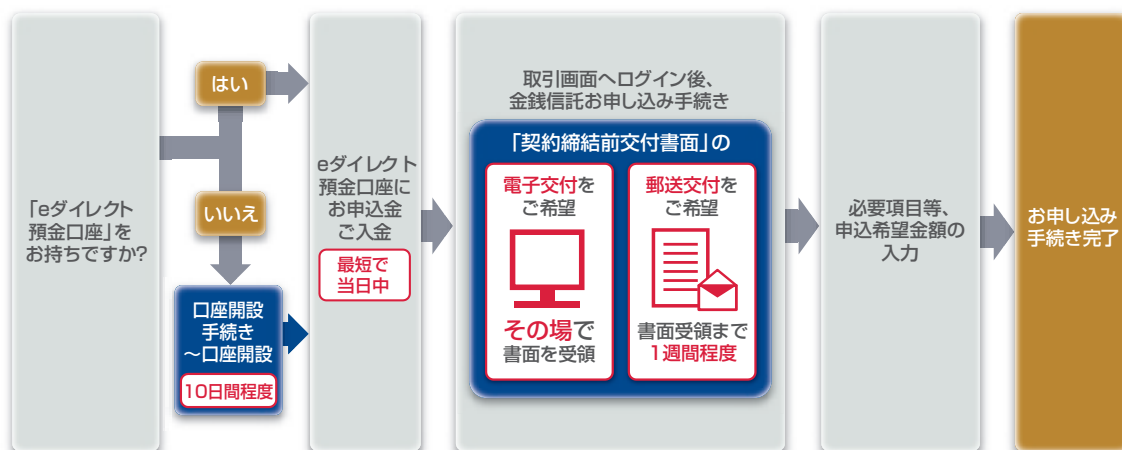 「eダイレクト
預金口座」を
お持ちですか?
はい
いいえ
口座開設
手続き
～口座開設
10日間程度
eダイレクト
預金口座に
お申込金
ご入金
最短で
当日中
取引画面へログイン後、
金銭信託お申し込み手続き
「契約締結前交付書面」の
電子交付を
ご希望
その場で
書面を受領
郵送交付を
ご希望
書面受領まで
1週間程度
必要項目等、
申込希望金額の
入力
お申し込み
手続き完了